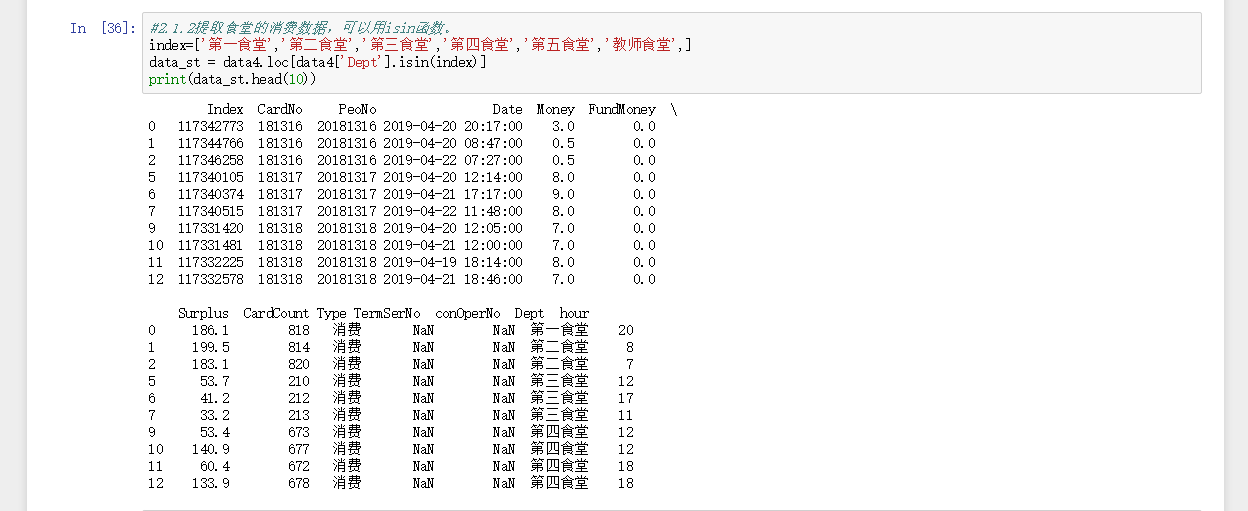 In [36]:
#2.1.2提取食堂的消费数据，可以用isin函数。
index=['第一食堂','第二食堂','第三食堂','第四食堂','第五食堂','教师食堂',]
data_st = data4.loc[data4['Dept'].isin(index)]
print(data_st.head(10))
Index CardNo PeoNo Date Money FundMoney \
0 117342773 181316 20181316 2019-04-20 20:17:00 3.0 0.0
1 117344766 181316 20181316 2019-04-20 08:47:00 0.5 0.0
2 117346258 181316 20181316 2019-04-22 07:27:00 0.5 0.0
5 117340105 181317 20181317 2019-04-20 12:14:00 8.0 0.0
6 117340374 181317 20181317 2019-04-21 17:17:00 9.0 0.0
7 117340515 181317 20181317 2019-04-22 11:48:00 8.0 0.0
9 117331420 181318 20181318 2019-04-20 12:05:00 7.0 0.0
10 117331481 181318 20181318 2019-04-21 12:00:00 7.0 0.0
11 117332225 181318 20181318 2019-04-19 18:14:00 8.0 0.0
12 117332578 181318 20181318 2019-04-21 18:46:00 7.0 0.0
Surplus CardCount Type TermSerNo conOperNo Dept hour
0 186.1 818 消费 NaN NaN 第一食堂 20
1 199.5 814 消费 NaN NaN 第二食堂 8
2 183.1 820 消费 NaN NaN 第二食堂 7
5 53.7 210 消费 NaN NaN 第三食堂 12
6 41.2 212 消费 NaN NaN 第三食堂 17
7 33.2 213 消费 NaN NaN 第三食堂 11
9 53.4 673 消费 NaN NaN 第四食堂 12
10 140.9 677 消费 NaN NaN 第四食堂 12
11 60.4 672 消费 NaN NaN 第四食堂 18
12 133.9 678 消费 NaN NaN 第四食堂 18